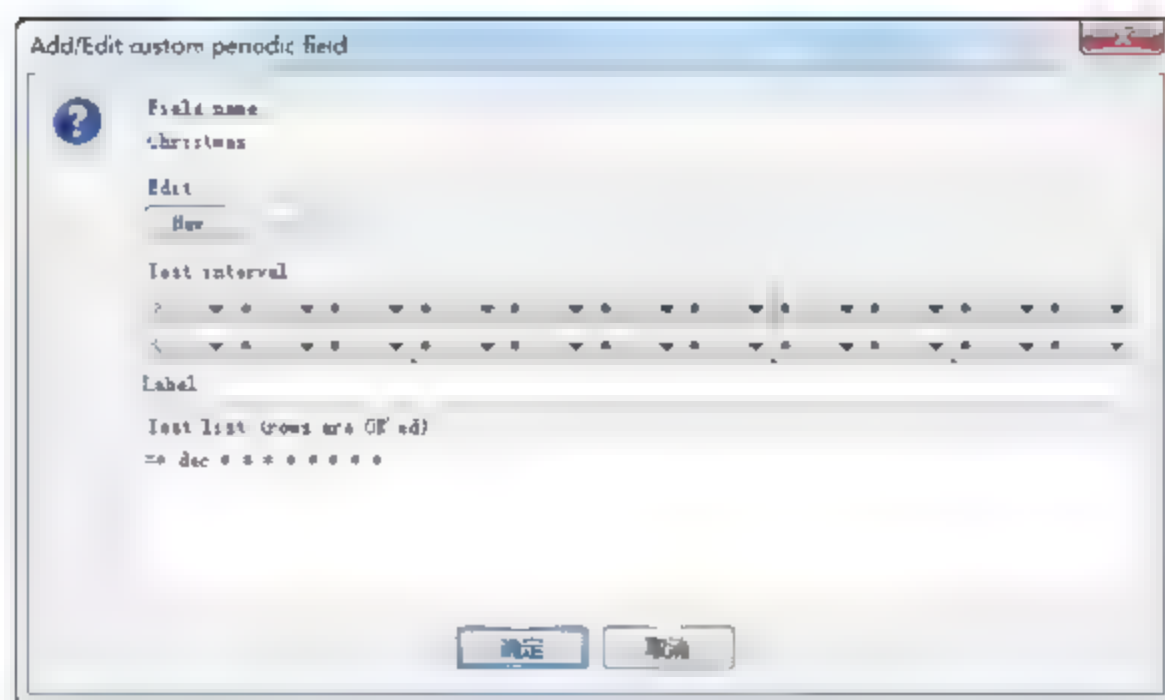 Add/Edit custom periodic field
Field name
Christmas
Edit
New
Test interval
> * * * * * * * * * *
< * * * * * * * * * *
Label
Test list (rows are OR'ed)
dec * * * * * * * *
确定
取消